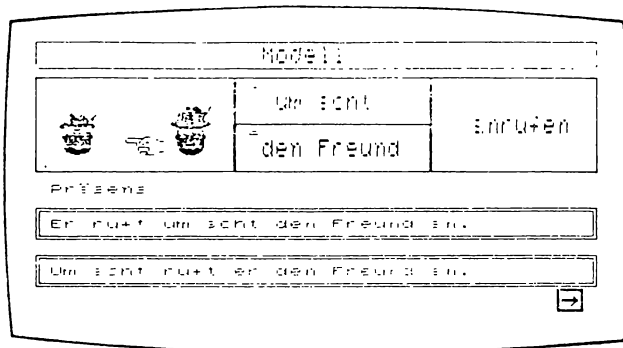 Modell
um acht
den Freund
anrufen
Präsens
Er ruft um acht den Freund an.
Um acht ruft er den Freund an.
→